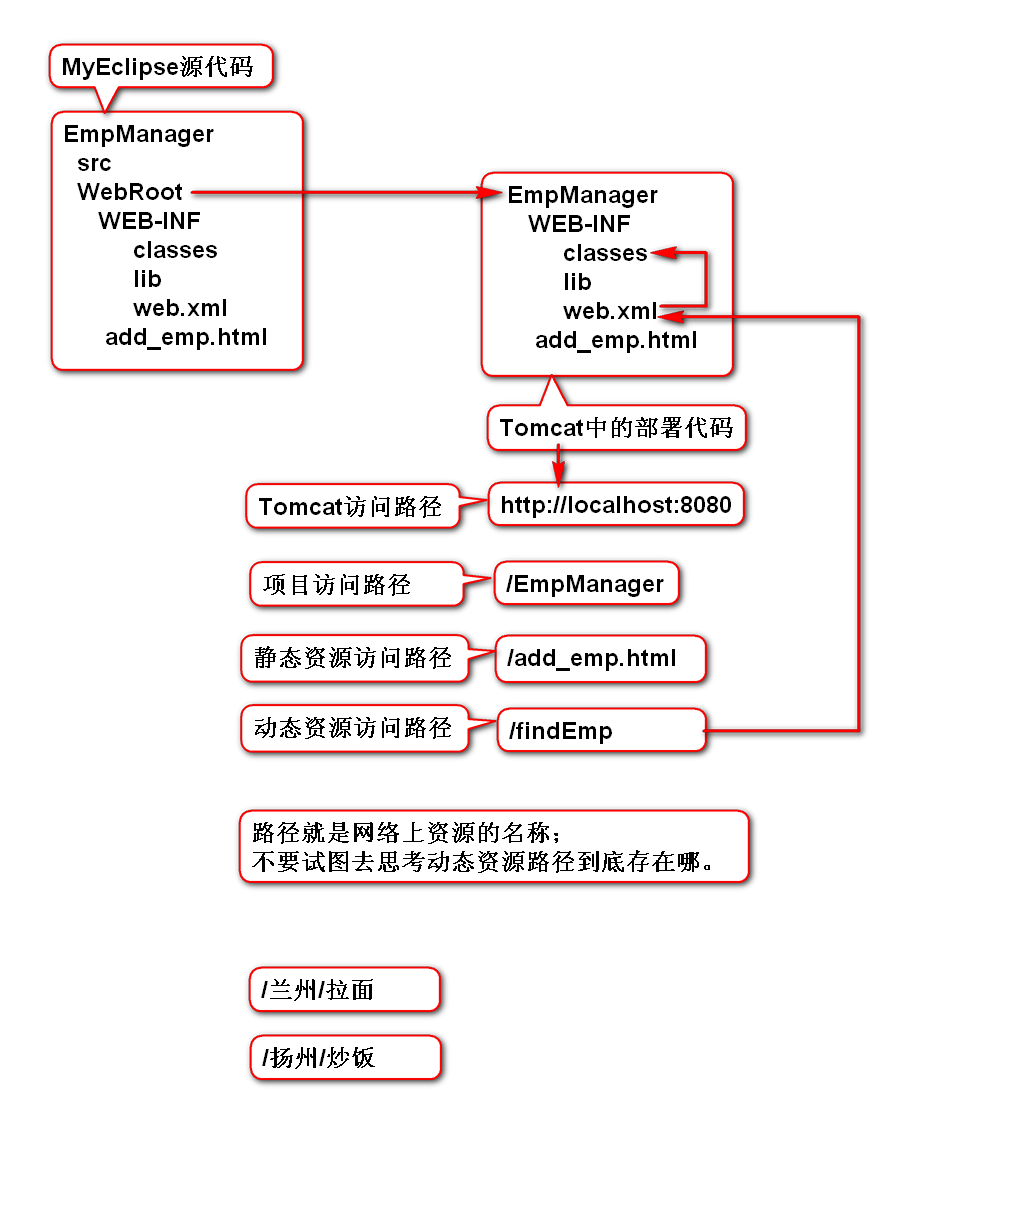 MyEclipse源代码
EmpManager
src
WebRoot
WEB-INF
classes
lib
web.xml
add_emp.html
EmpManager
WEB-INF
classes
lib
web.xml
add_emp.html
Tomcat中的部署代码
Tomcat访问路径
http://localhost:8080
项目访问路径
/EmpManager
静态资源访问路径
/add_emp.html
动态资源访问路径
/findEmp
路径就是网络上资源的名称；
不要试图去思考动态资源路径到底存在哪。
/兰州/拉面
/扬州/炒饭